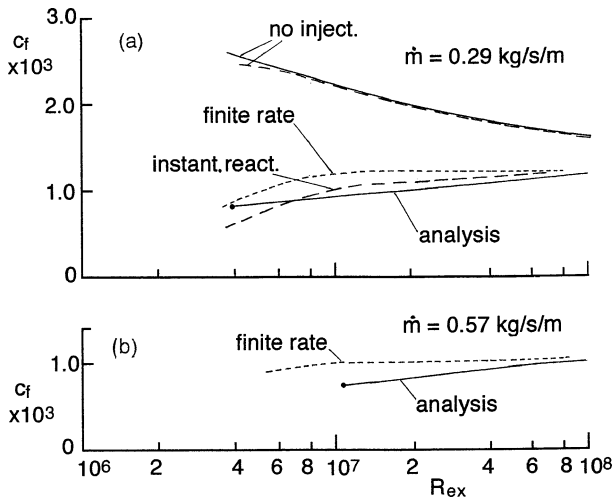 3.0
(a)
no inject.
ṁ = 0.29 kg/s/m
cf
x10³
2.0
finite rate
instant. react.
1.0
analysis
0
(b)
ṁ = 0.57 kg/s/m
finite rate
1.0
cf
x10³
analysis
0
10⁶ 2 4 6 8 10⁷ 2 4 6 8 10⁸
Rex